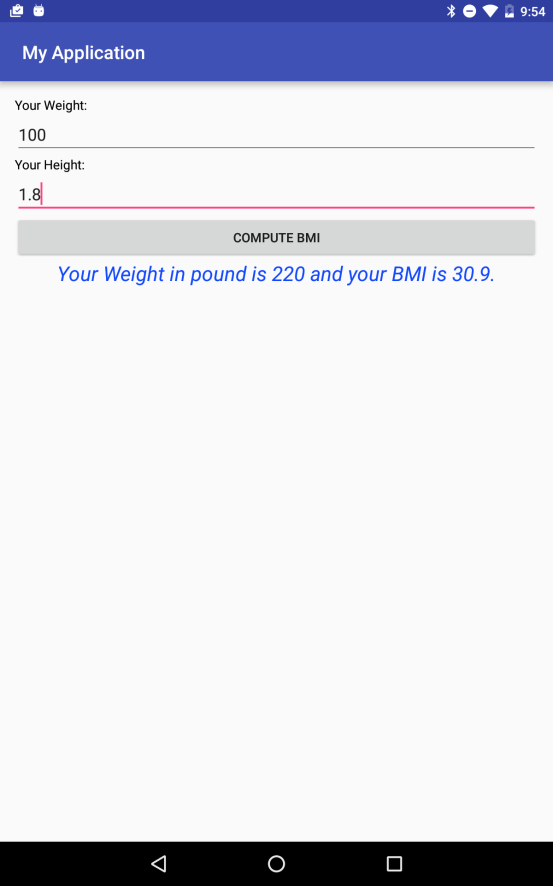 9:54
My Application
Your Weight:
100
Your Height:
1.8
COMPUTE BMI
Your Weight in pound is 220 and your BMI is 30.9.